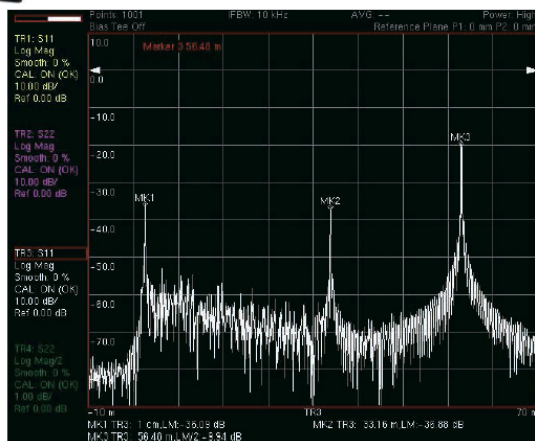 Points: 1001 IFBW: 10 kHz AVG: -- Power: High
Bias Tee Off Reference Plane P1: 0 mm P2: 0 mm
TR1: S11
Log Mag
Smooth: 0 %
CAL: ON (OK)
10.00 dB/
Ref 0.00 dB
TR2: S22
Log Mag
Smooth: 0 %
CAL: ON (OK)
10.00 dB/
Ref 0.00 dB
TR3: S11
Log Mag
Smooth: 0 %
CAL: ON (OK)
10.00 dB/
Ref 0.00 dB
TR4: S22
Log Mag/2
Smooth: 0 %
CAL: ON (OK)
1.00 dB/
Ref 0.00 dB
Marker 3 56.40 m
10.0
0.0
-10.0
-20.0
-30.0
-40.0
-50.0
-60.0
-70.0
MK1
MK2
MK3
-10 m TR3 70 m
MK1 TR3: 1 cm,LM:-36.09 dB MK2 TR3: 33.16 m,LM:-36.88 dB
MK3 TR3: 56.40 m,LM/2 -9.94 dB